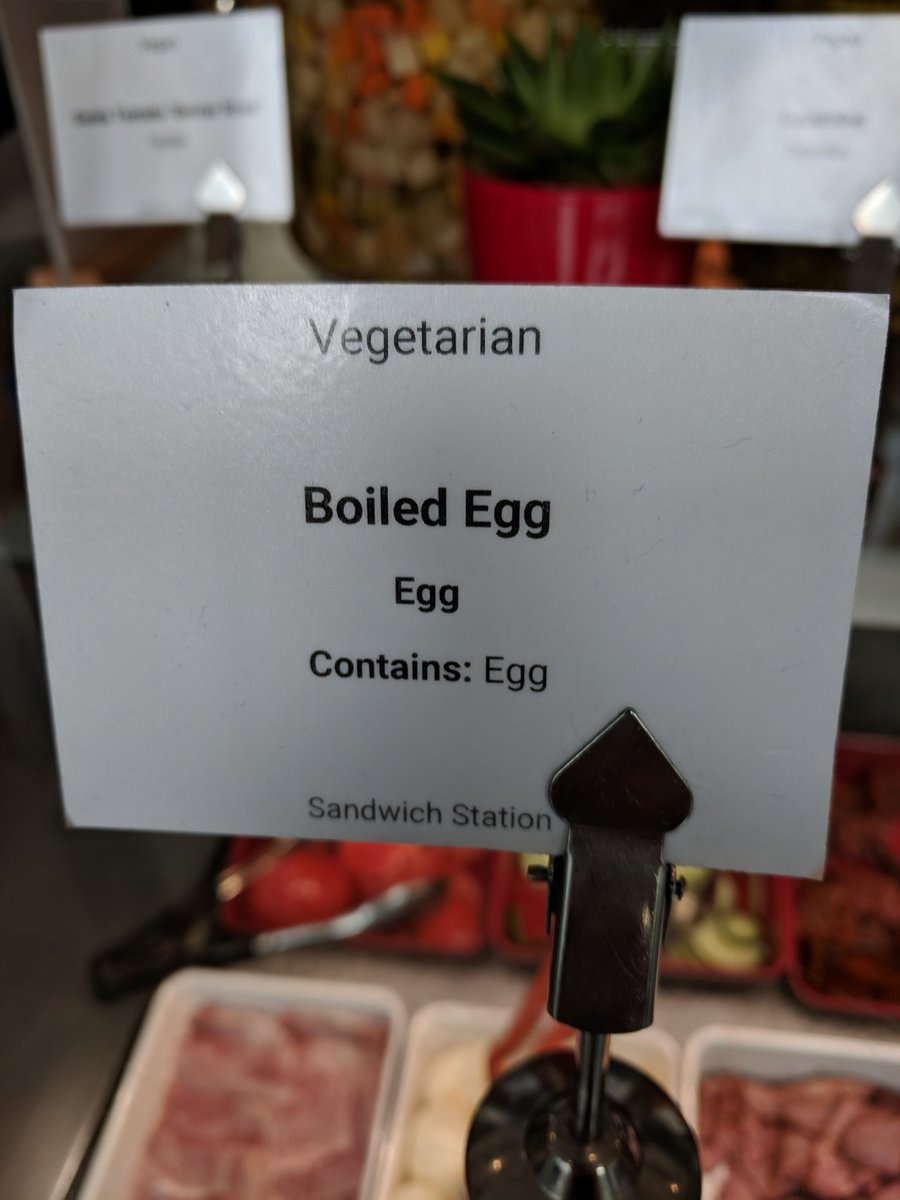 Vegetarian
Boiled Egg
Egg
Contains: Egg
Sandwich Station